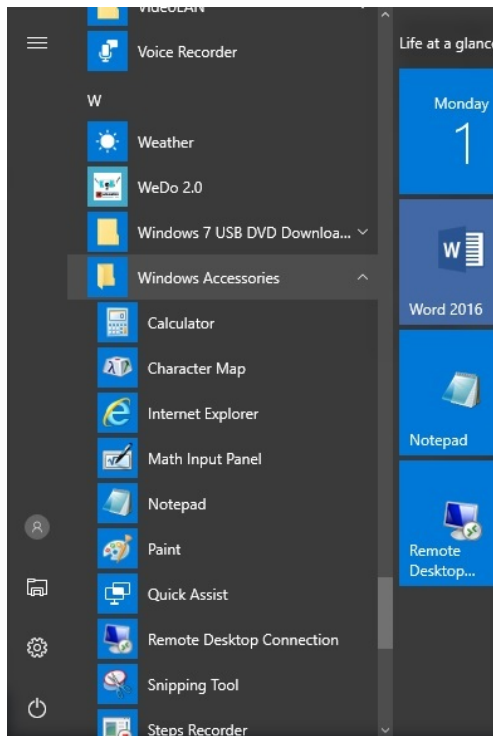 VideoLAN
Voice Recorder
W
Weather
WeDo 2.0
Windows 7 USB DVD Downloa...
Windows Accessories
Calculator
Character Map
Internet Explorer
Math Input Panel
Notepad
Paint
Quick Assist
Remote Desktop Connection
Snipping Tool
Steps Recorder
Life at a glanc
Monday
1
Word 2016
Notepad
Remote
Desktop...